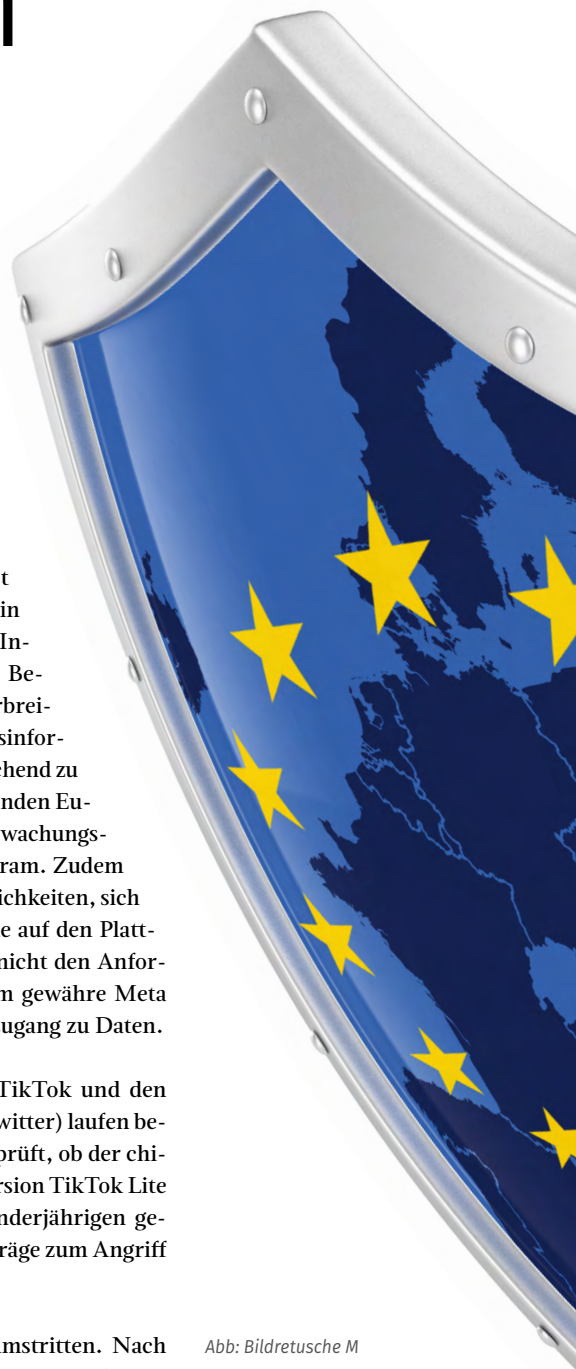 t
in
In-
Be-
rbrei-
sinfor-
ehend zu
nden Eu-
wachungs-
ram. Zudem
ichkeiten, sich
e auf den Platt-
nicht den Anfor-
m gewähre Meta
ugang zu Daten.
TikTok und den
witter) laufen be-
prüft, ob der chi-
rsion TikTok Lite
nderjährigen ge-
räge zum Angriff
mstritten. Nach
Abb: Bildretusche M